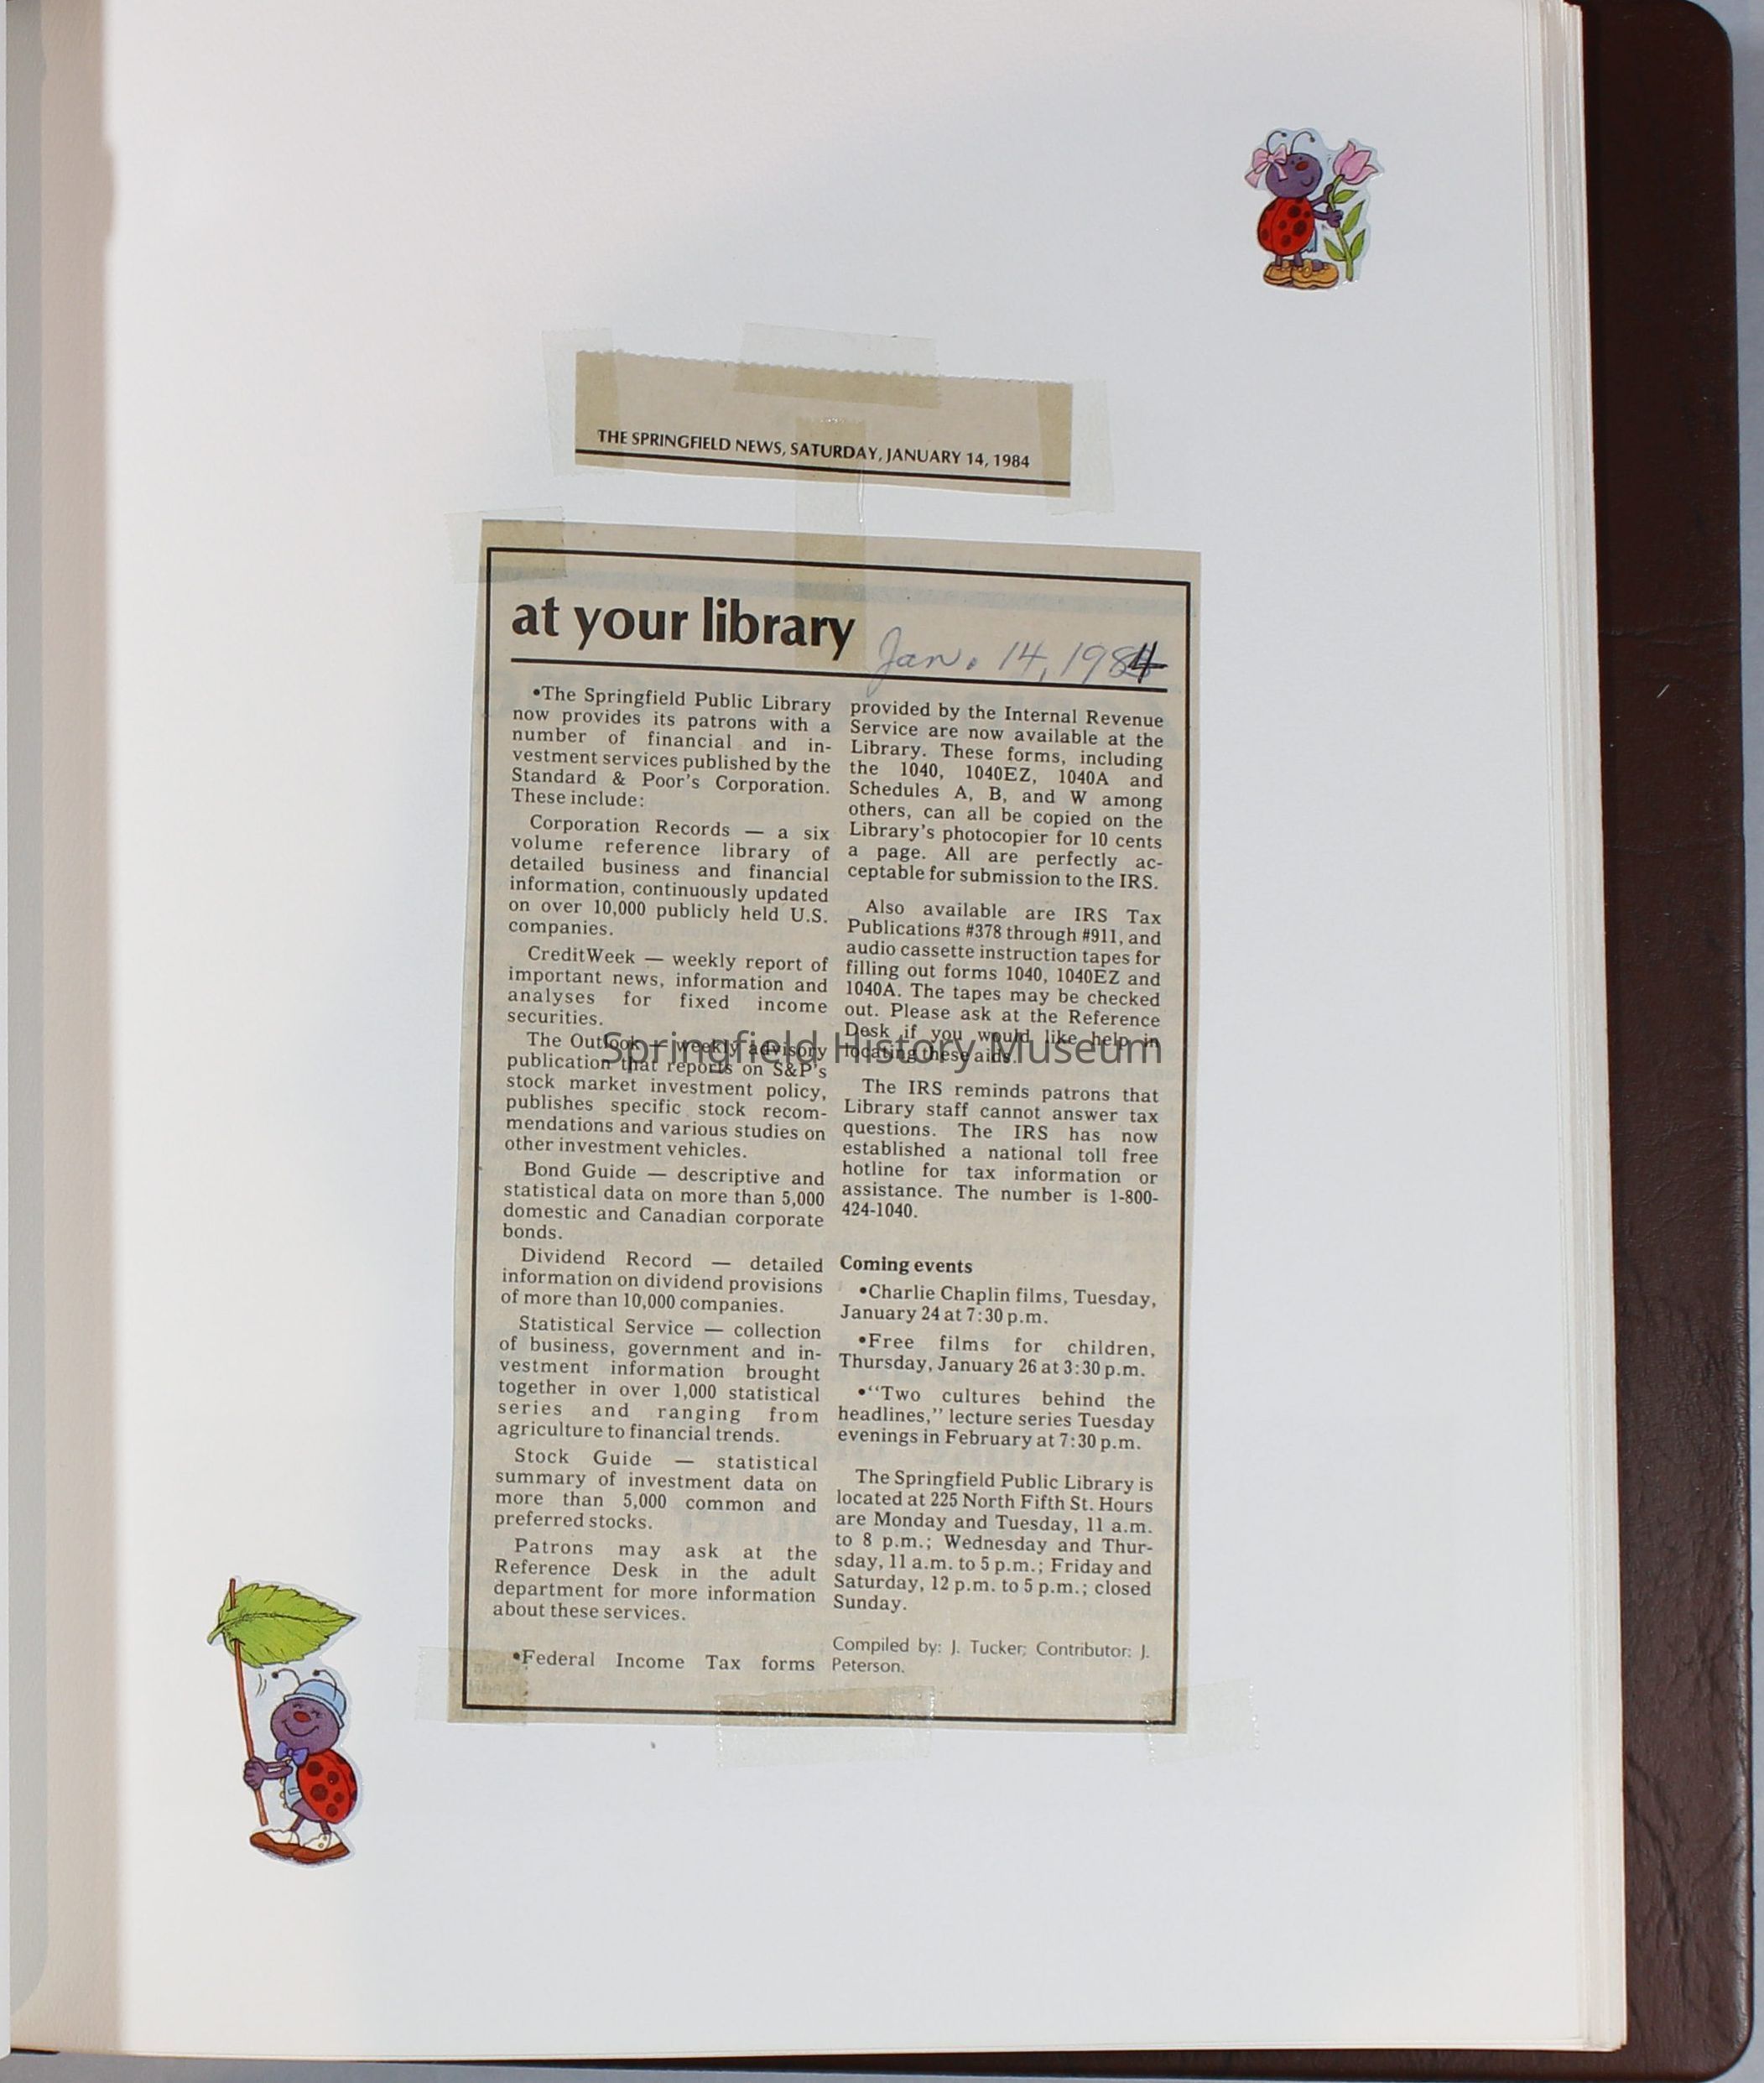 THE SPRINGFIELD NEWS, SATURDAY, JANUARY 14, 1984
at your library
Jan. 14, 1984
•The Springfield Public Library
now provides its patrons with a
number of financial and in-
vestment services published by the
Standard & Poor's Corporation.
These include:
Corporation Records — a six
volume reference library of
detailed business and financial
information, continuously updated
on over 10,000 publicly held U.S.
companies.
CreditWeek — weekly report of
important news, information and
analyses for fixed income
securities.
The Outlook — weekly advisory
publication that reports on S&P's
stock market investment policy,
publishes specific stock recom-
mendations and various studies on
other investment vehicles.
Bond Guide — descriptive and
statistical data on more than 5,000
domestic and Canadian corporate
bonds.
Dividend Record — detailed
information on dividend provisions
of more than 10,000 companies.
Statistical Service — collection
of business, government and in-
vestment information brought
together in over 1,000 statistical
series and ranging from
agriculture to financial trends.
Stock Guide — statistical
summary of investment data on
more than 5,000 common and
preferred stocks.
Patrons may ask at the
Reference Desk in the adult
department for more information
about these services.
•Federal Income Tax forms
provided by the Internal Revenue
Service are now available at the
Library. These forms, including
the 1040, 1040EZ, 1040A and
Schedules A, B, and W among
others, can all be copied on the
Library's photocopier for 10 cents
a page. All are perfectly ac-
ceptable for submission to the IRS.
Also available are IRS Tax
Publications #378 through #911, and
audio cassette instruction tapes for
filling out forms 1040, 1040EZ and
1040A. The tapes may be checked
out. Please ask at the Reference
Desk if you would like help in
locating these aids.
The IRS reminds patrons that
Library staff cannot answer tax
questions. The IRS has now
established a national toll free
hotline for tax information or
assistance. The number is 1-800-
424-1040.
Coming events
•Charlie Chaplin films, Tuesday,
January 24 at 7:30 p.m.
•Free films for children,
Thursday, January 26 at 3:30 p.m.
•"Two cultures behind the
headlines," lecture series Tuesday
evenings in February at 7:30 p.m.
The Springfield Public Library is
located at 225 North Fifth St. Hours
are Monday and Tuesday, 11 a.m.
to 8 p.m.; Wednesday and Thur-
sday, 11 a.m. to 5 p.m.; Friday and
Saturday, 12 p.m. to 5 p.m.; closed
Sunday.
Compiled by: J. Tucker; Contributor: J.
Peterson.
Springfield History Museum